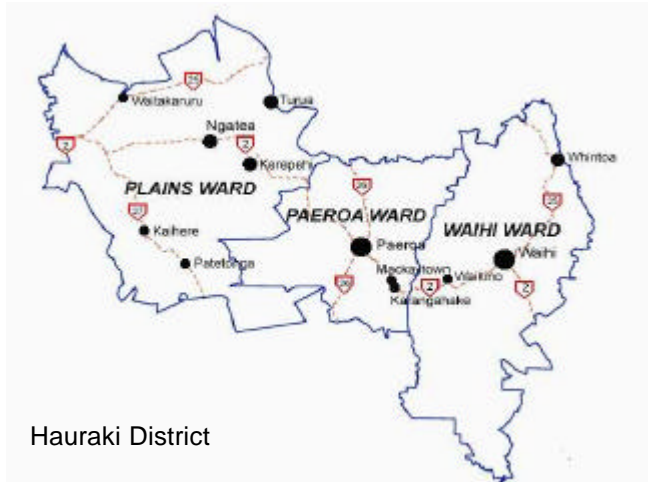 25
Waitakaruru
Turua
2
Ngatea
2
Kerepehi
Whiritoa
PLAINS WARD
26
25
27
PAEROA WARD
WAIHI WARD
Kaihere
Paeroa
Waihi
Patetonga
Mackaytown
Waikino
26
2
2
Karangahake
Hauraki District